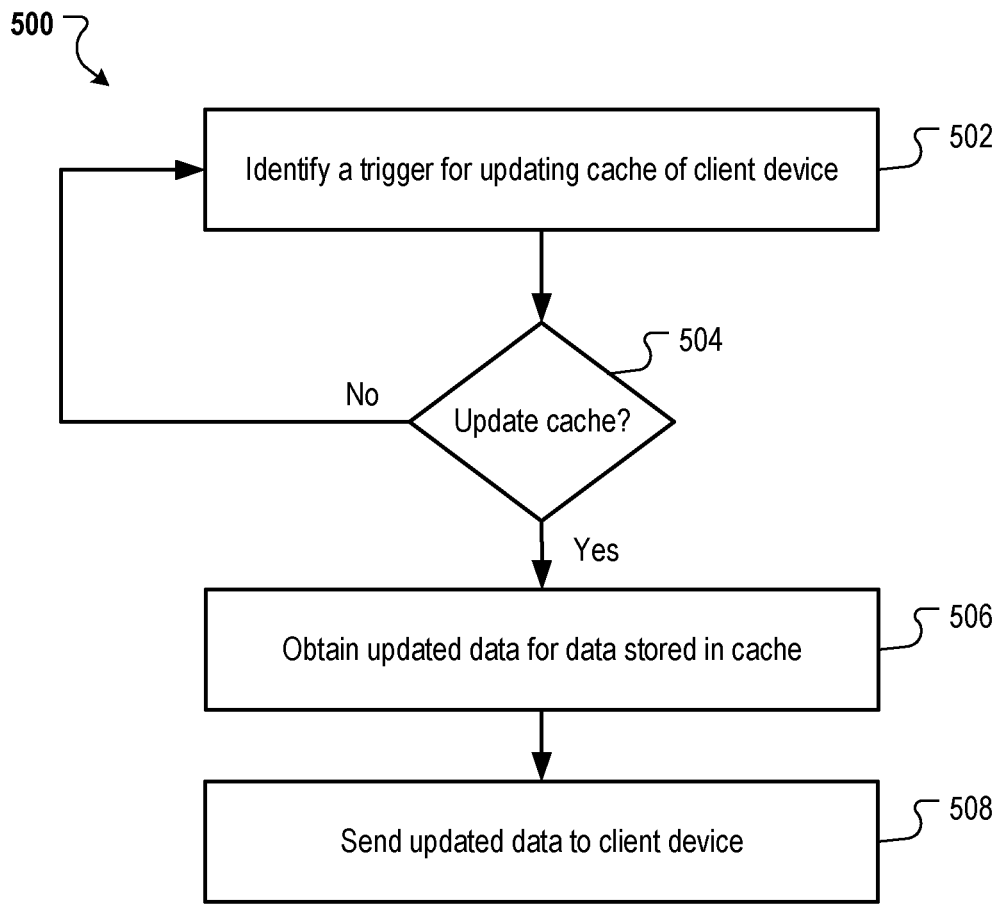 500
502
Identify a trigger for updating cache of client device
504
No
Update cache?
Yes
506
Obtain updated data for data stored in cache
508
Send updated data to client device